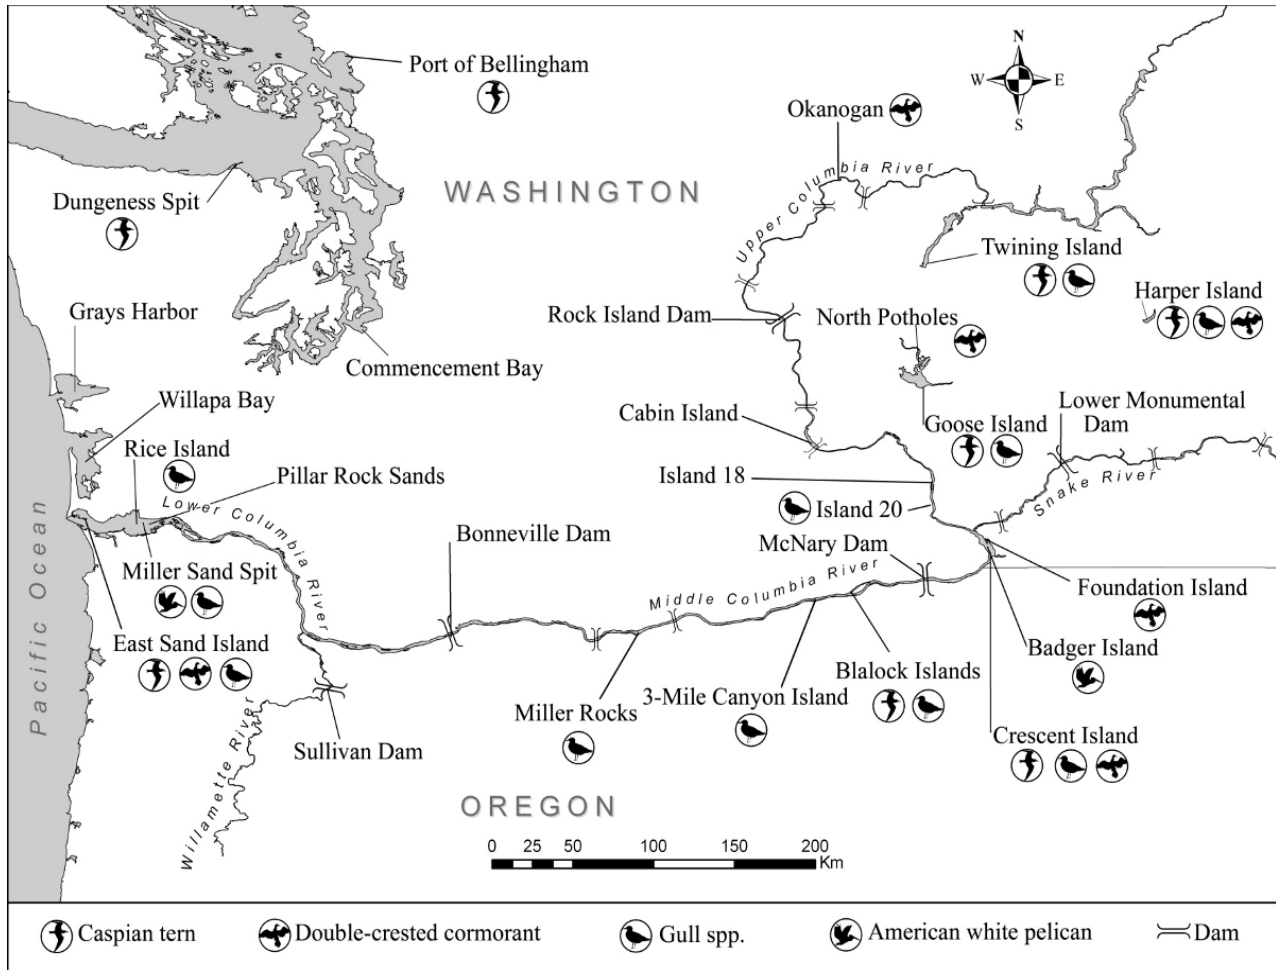 Port of Bellingham
N
W
E
S
Okanogan
Upper Columbia River
WASHINGTON
Dungeness Spit
Twining Island
Harper Island
Grays Harbor
Rock Island Dam
North Potholes
Commencement Bay
Willapa Bay
Cabin Island
Goose Island
Lower Monumental
Dam
Rice Island
Pillar Rock Sands
Island 18
Snake River
Lower Columbia River
Island 20
Bonneville Dam
McNary Dam
Pacific Ocean
Miller Sand Spit
Middle Columbia River
Foundation Island
East Sand Island
Badger Island
Blalock Islands
3-Mile Canyon Island
Miller Rocks
Crescent Island
Sullivan Dam
Willamette River
OREGON
0 25 50 100 150 200
Km
Caspian tern
Double-crested cormorant
Gull spp.
American white pelican
Dam